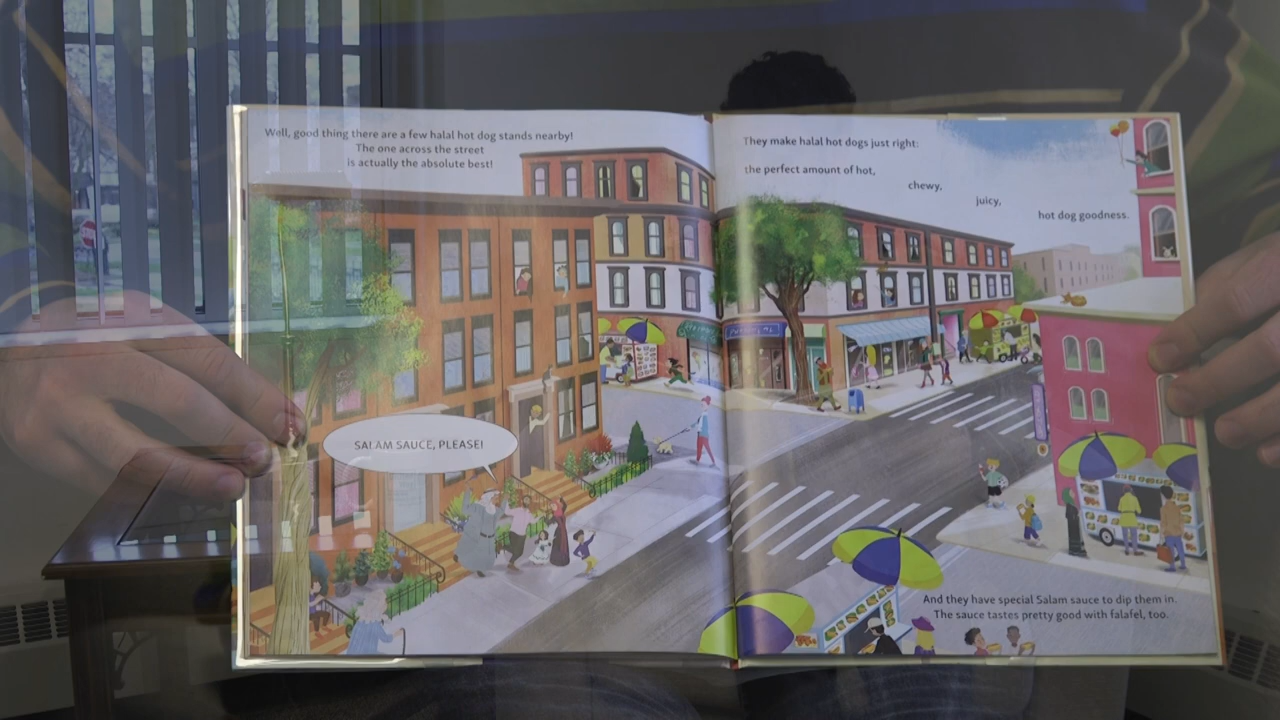 Well, good thing there are a few halal hot dog stands nearby!
The one across the street
is actually the absolute best!
SALAM SAUCE, PLEASE!
They make halal hot dogs just right:
the perfect amount of hot,
chewy,
juicy,
hot dog goodness.
And they have special Salam sauce to dip them in.
The sauce tastes pretty good with falafel, too.